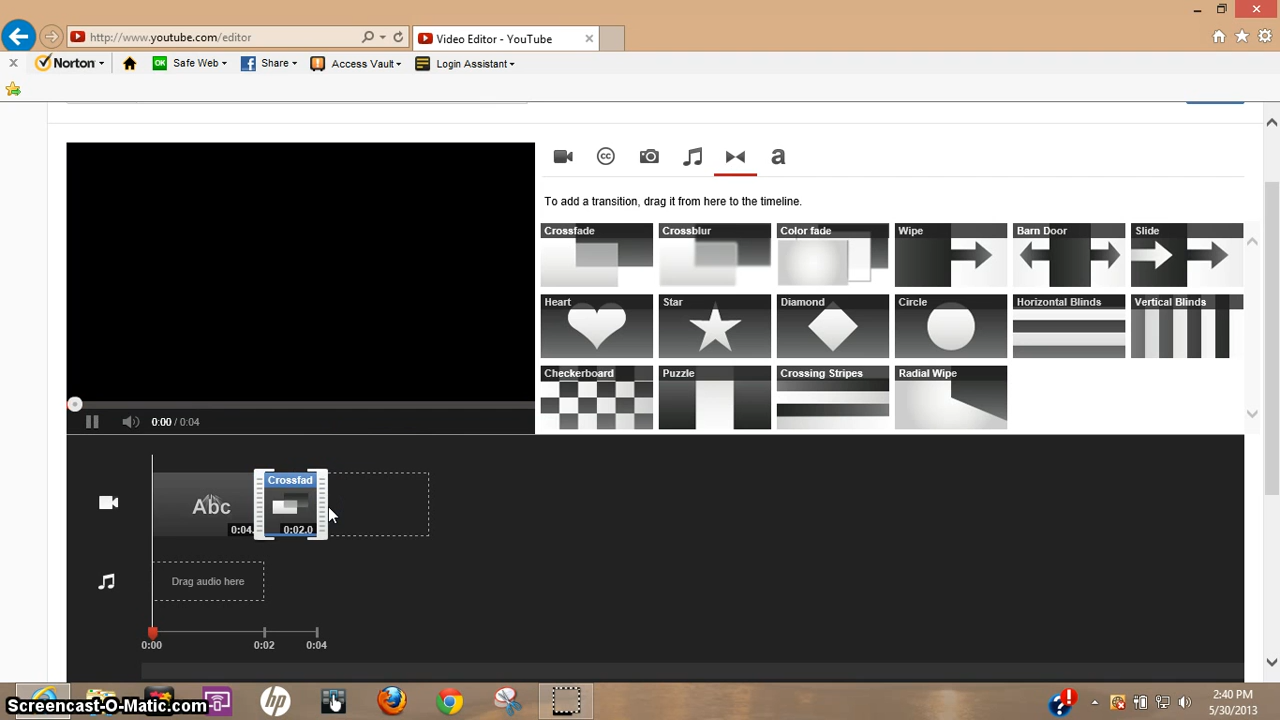 http://www.youtube.com/editor
Video Editor - YouTube
Norton
Safe Web
Share
Access Vault
Login Assistant
a
To add a transition, drag it from here to the timeline.
Crossfade
Crossblur
Color fade
Wipe
Barn Door
Slide
Heart
Star
Diamond
Circle
Horizontal Blinds
Vertical Blinds
Checkerboard
Puzzle
Crossing Stripes
Radial Wipe
0:00 / 0:04
Abc
0:04
Crossfad
0:02.0
Drag audio here
0:00
0:02
0:04
Screencast-O-Matic.com
2:40 PM
5/30/2013